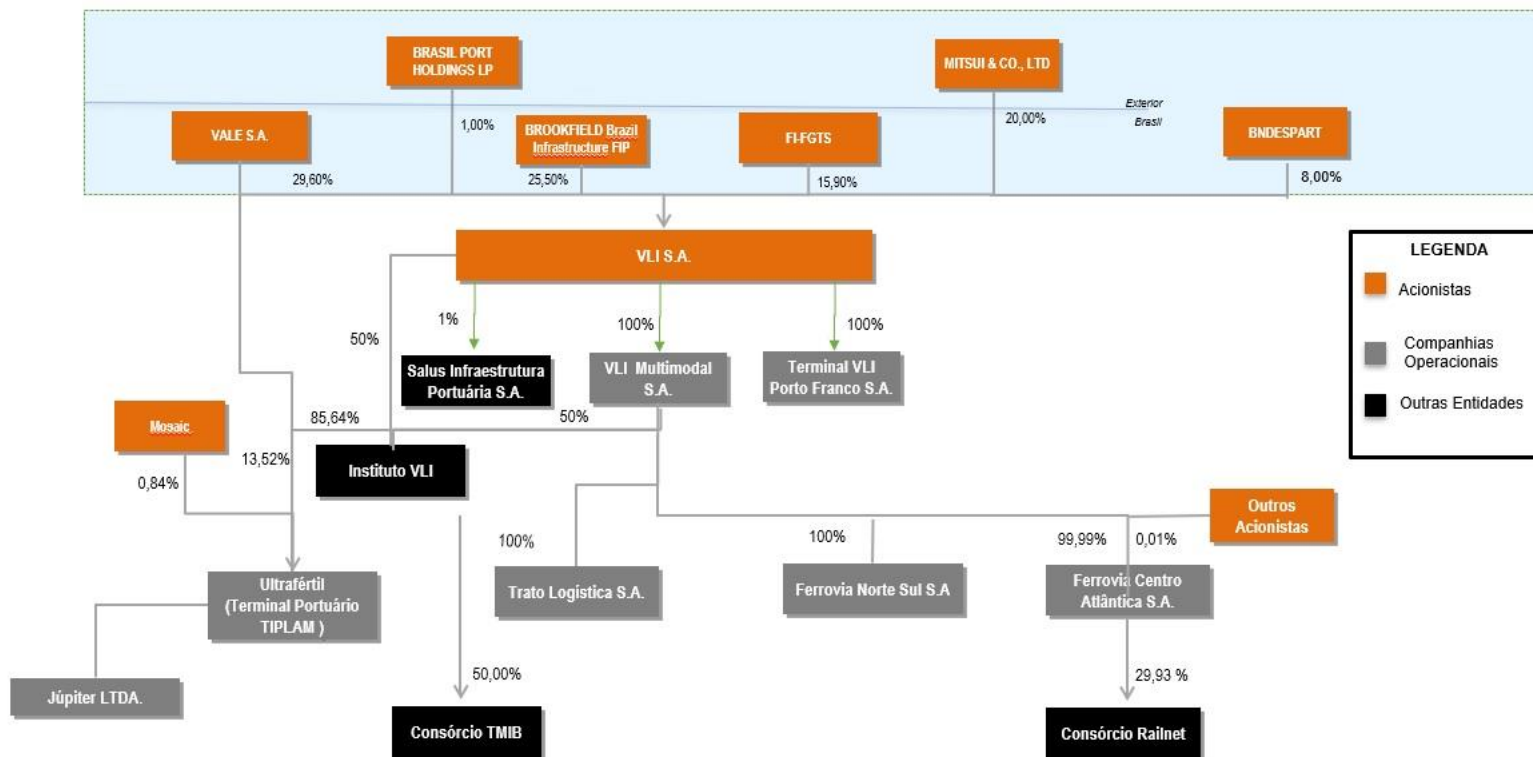 BRASIL PORT
HOLDINGS LP
MITSUI & CO., LTD
Exterior
Brasil
VALE S.A.
1,00%
BROOKFIELD Brazil
Infrastructure FIP
FI-FGTS
20,00%
BNDESPART
29,60%
25,50%
15,90%
8,00%
VLI S.A.
LEGENDA
Acionistas
Companhias
Operacionais
Outras Entidades
1%
100%
100%
50%
Salus Infraestrutura
Portuária S.A.
VLI Multimodal
S.A.
Terminal VLI
Porto Franco S.A.
Mosaic
85,64%
50%
13,52%
Instituto VLI
0,84%
Outros
Acionistas
100%
100%
99,99%
0,01%
Ultrafértil
(Terminal Portuário
TIPLAM )
Trato Logística S.A.
Ferrovia Norte Sul S.A
Ferrovia Centro
Atlântica S.A.
50,00%
29,93 %
Júpiter LTDA.
Consórcio TMIB
Consórcio Railnet